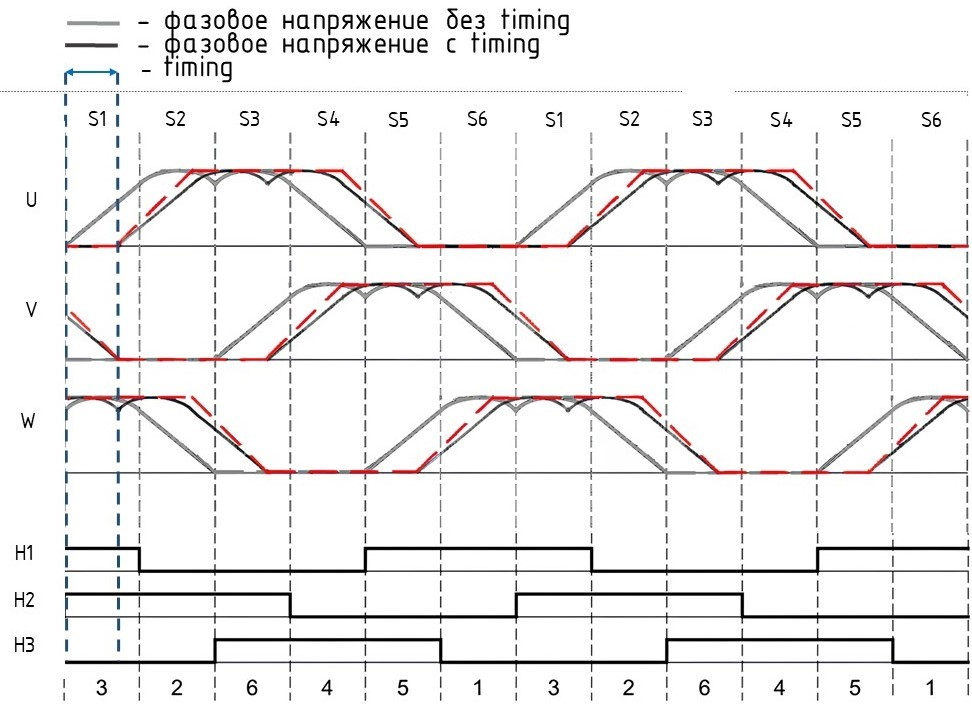 - фазовое напряжение без timing
- фазовое напряжение с timing
- timing
S1 S2 S3 S4 S5 S6 S1 S2 S3 S4 S5 S6
U
V
W
H1
H2
H3
3 2 6 4 5 1 3 2 6 4 5 1